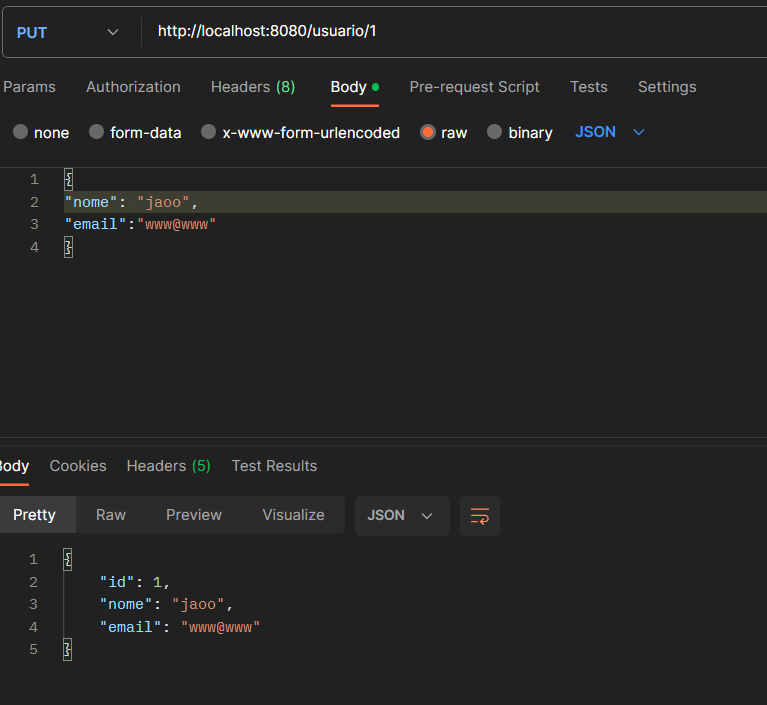 PUT http://localhost:8080/usuario/1
Params Authorization Headers (8) Body Pre-request Script Tests Settings
none form-data x-www-form-urlencoded raw binary JSON
1 {
2 "nome": "jaoo",
3 "email":"www@www"
4 }
Body Cookies Headers (5) Test Results
Pretty Raw Preview Visualize JSON
1 {
2 "id": 1,
3 "nome": "jaoo",
4 "email": "www@www"
5 }